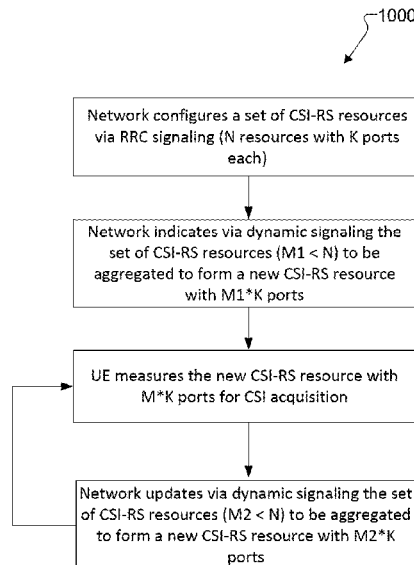 1000
Network configures a set of CSI-RS resources
via RRC signaling (N resources with K ports
each)
Network indicates via dynamic signaling the
set of CSI-RS resources (M1 < N) to be
aggregated to form a new CSI-RS resource
with M1*K ports
UE measures the new CSI-RS resource with
M*K ports for CSI acquisition
Network updates via dynamic signaling the set
of CSI-RS resources (M2 < N) to be aggregated
to form a new CSI-RS resource with M2*K
ports